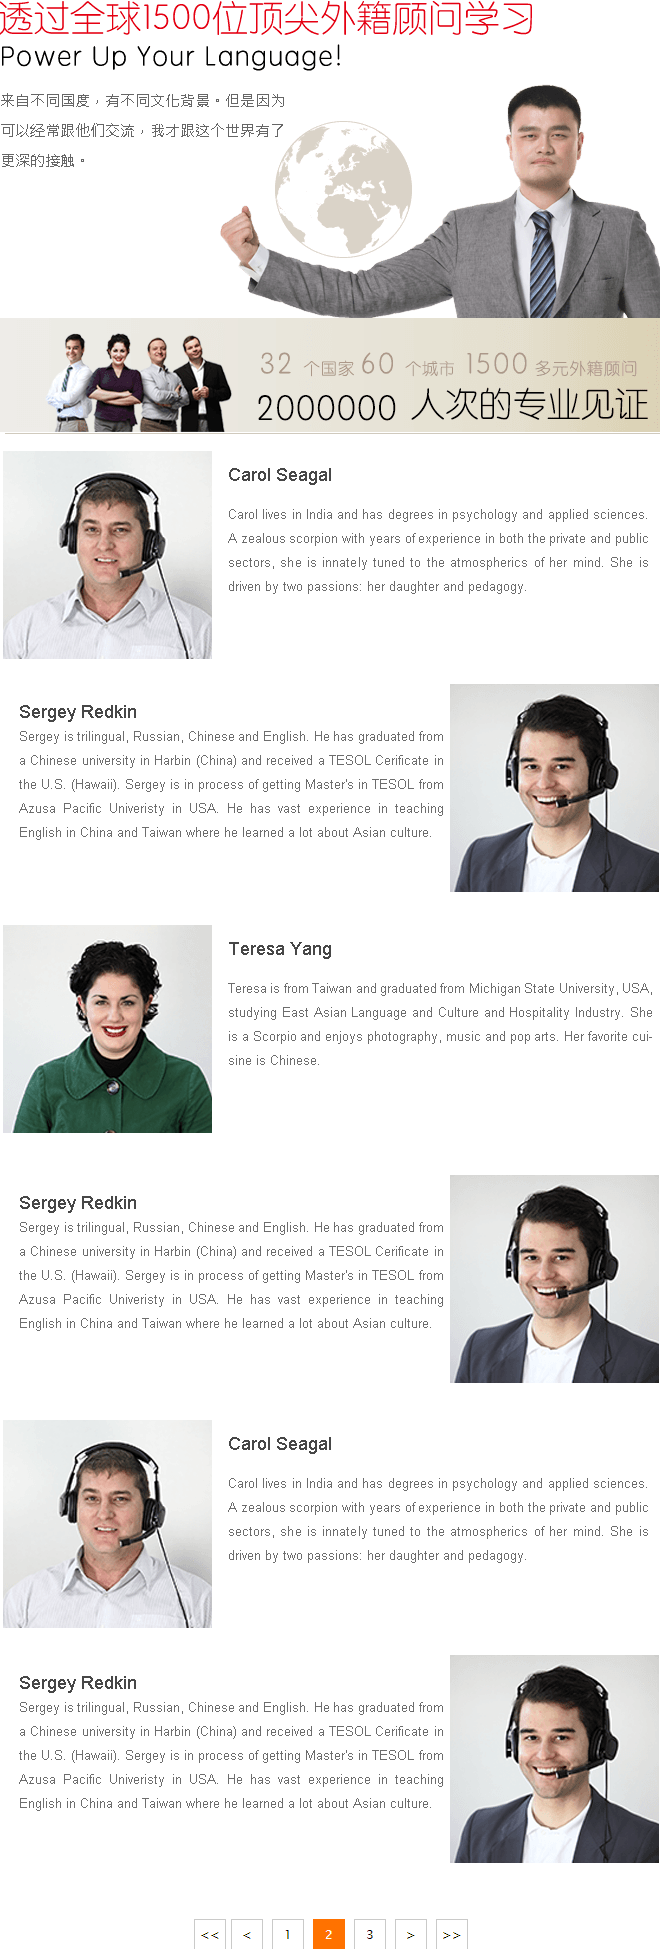 透过全球1500位顶尖外籍顾问学习
Power Up Your Language!
来自不同国度，有不同文化背景。但是因为
可以经常跟他们交流，我才跟这个世界有了
更深的接触。
32 个国家 60 个城市 1500 多元外籍顾问
2000000 人次的专业见证
Carol Seagal
Carol lives in India and has degrees in psychology and applied sciences.
A zealous scorpion with years of experience in both the private and public
sectors, she is innately tuned to the atmospherics of her mind. She is
driven by two passions: her daughter and pedagogy.
Sergey Redkin
Sergey is trilingual, Russian, Chinese and English. He has graduated from
a Chinese university in Harbin (China) and received a TESOL Cerificate in
the U.S. (Hawaii). Sergey is in process of getting Master's in TESOL from
Azusa Pacific Univeristy in USA. He has vast experience in teaching
English in China and Taiwan where he learned a lot about Asian culture.
Teresa Yang
Teresa is from Taiwan and graduated from Michigan State University, USA,
studying East Asian Language and Culture and Hospitality Industry. She
is a Scorpio and enjoys photography, music and pop arts. Her favorite cui-
sine is Chinese.
Sergey Redkin
Sergey is trilingual, Russian, Chinese and English. He has graduated from
a Chinese university in Harbin (China) and received a TESOL Cerificate in
the U.S. (Hawaii). Sergey is in process of getting Master's in TESOL from
Azusa Pacific Univeristy in USA. He has vast experience in teaching
English in China and Taiwan where he learned a lot about Asian culture.
Carol Seagal
Carol lives in India and has degrees in psychology and applied sciences.
A zealous scorpion with years of experience in both the private and public
sectors, she is innately tuned to the atmospherics of her mind. She is
driven by two passions: her daughter and pedagogy.
Sergey Redkin
Sergey is trilingual, Russian, Chinese and English. He has graduated from
a Chinese university in Harbin (China) and received a TESOL Cerificate in
the U.S. (Hawaii). Sergey is in process of getting Master's in TESOL from
Azusa Pacific Univeristy in USA. He has vast experience in teaching
English in China and Taiwan where he learned a lot about Asian culture.
<< < 1 2 3 > >>